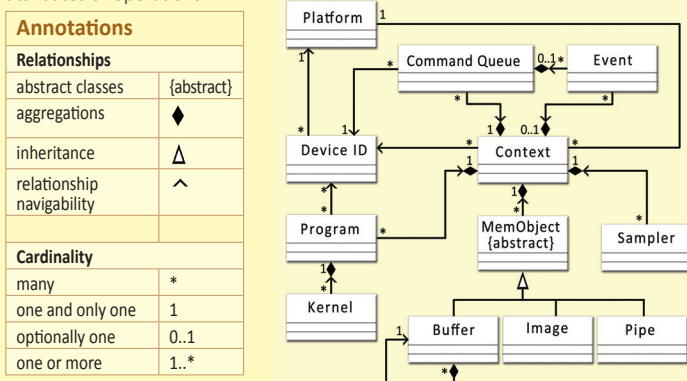 Annotations
Relationships
abstract classes {abstract}
aggregations
inheritance
relationship
navigability
Cardinality
many *
one and only one 1
optionally one 0..1
one or more 1..*
Platform 1
1
Command Queue 0..1 * Event
*
* *
* 1 1 0..1
Device ID * Context *
1 1
*
* 1
Program * * MemObject * Sampler
{abstract}
1
*
Kernel
1 Buffer Image Pipe
*